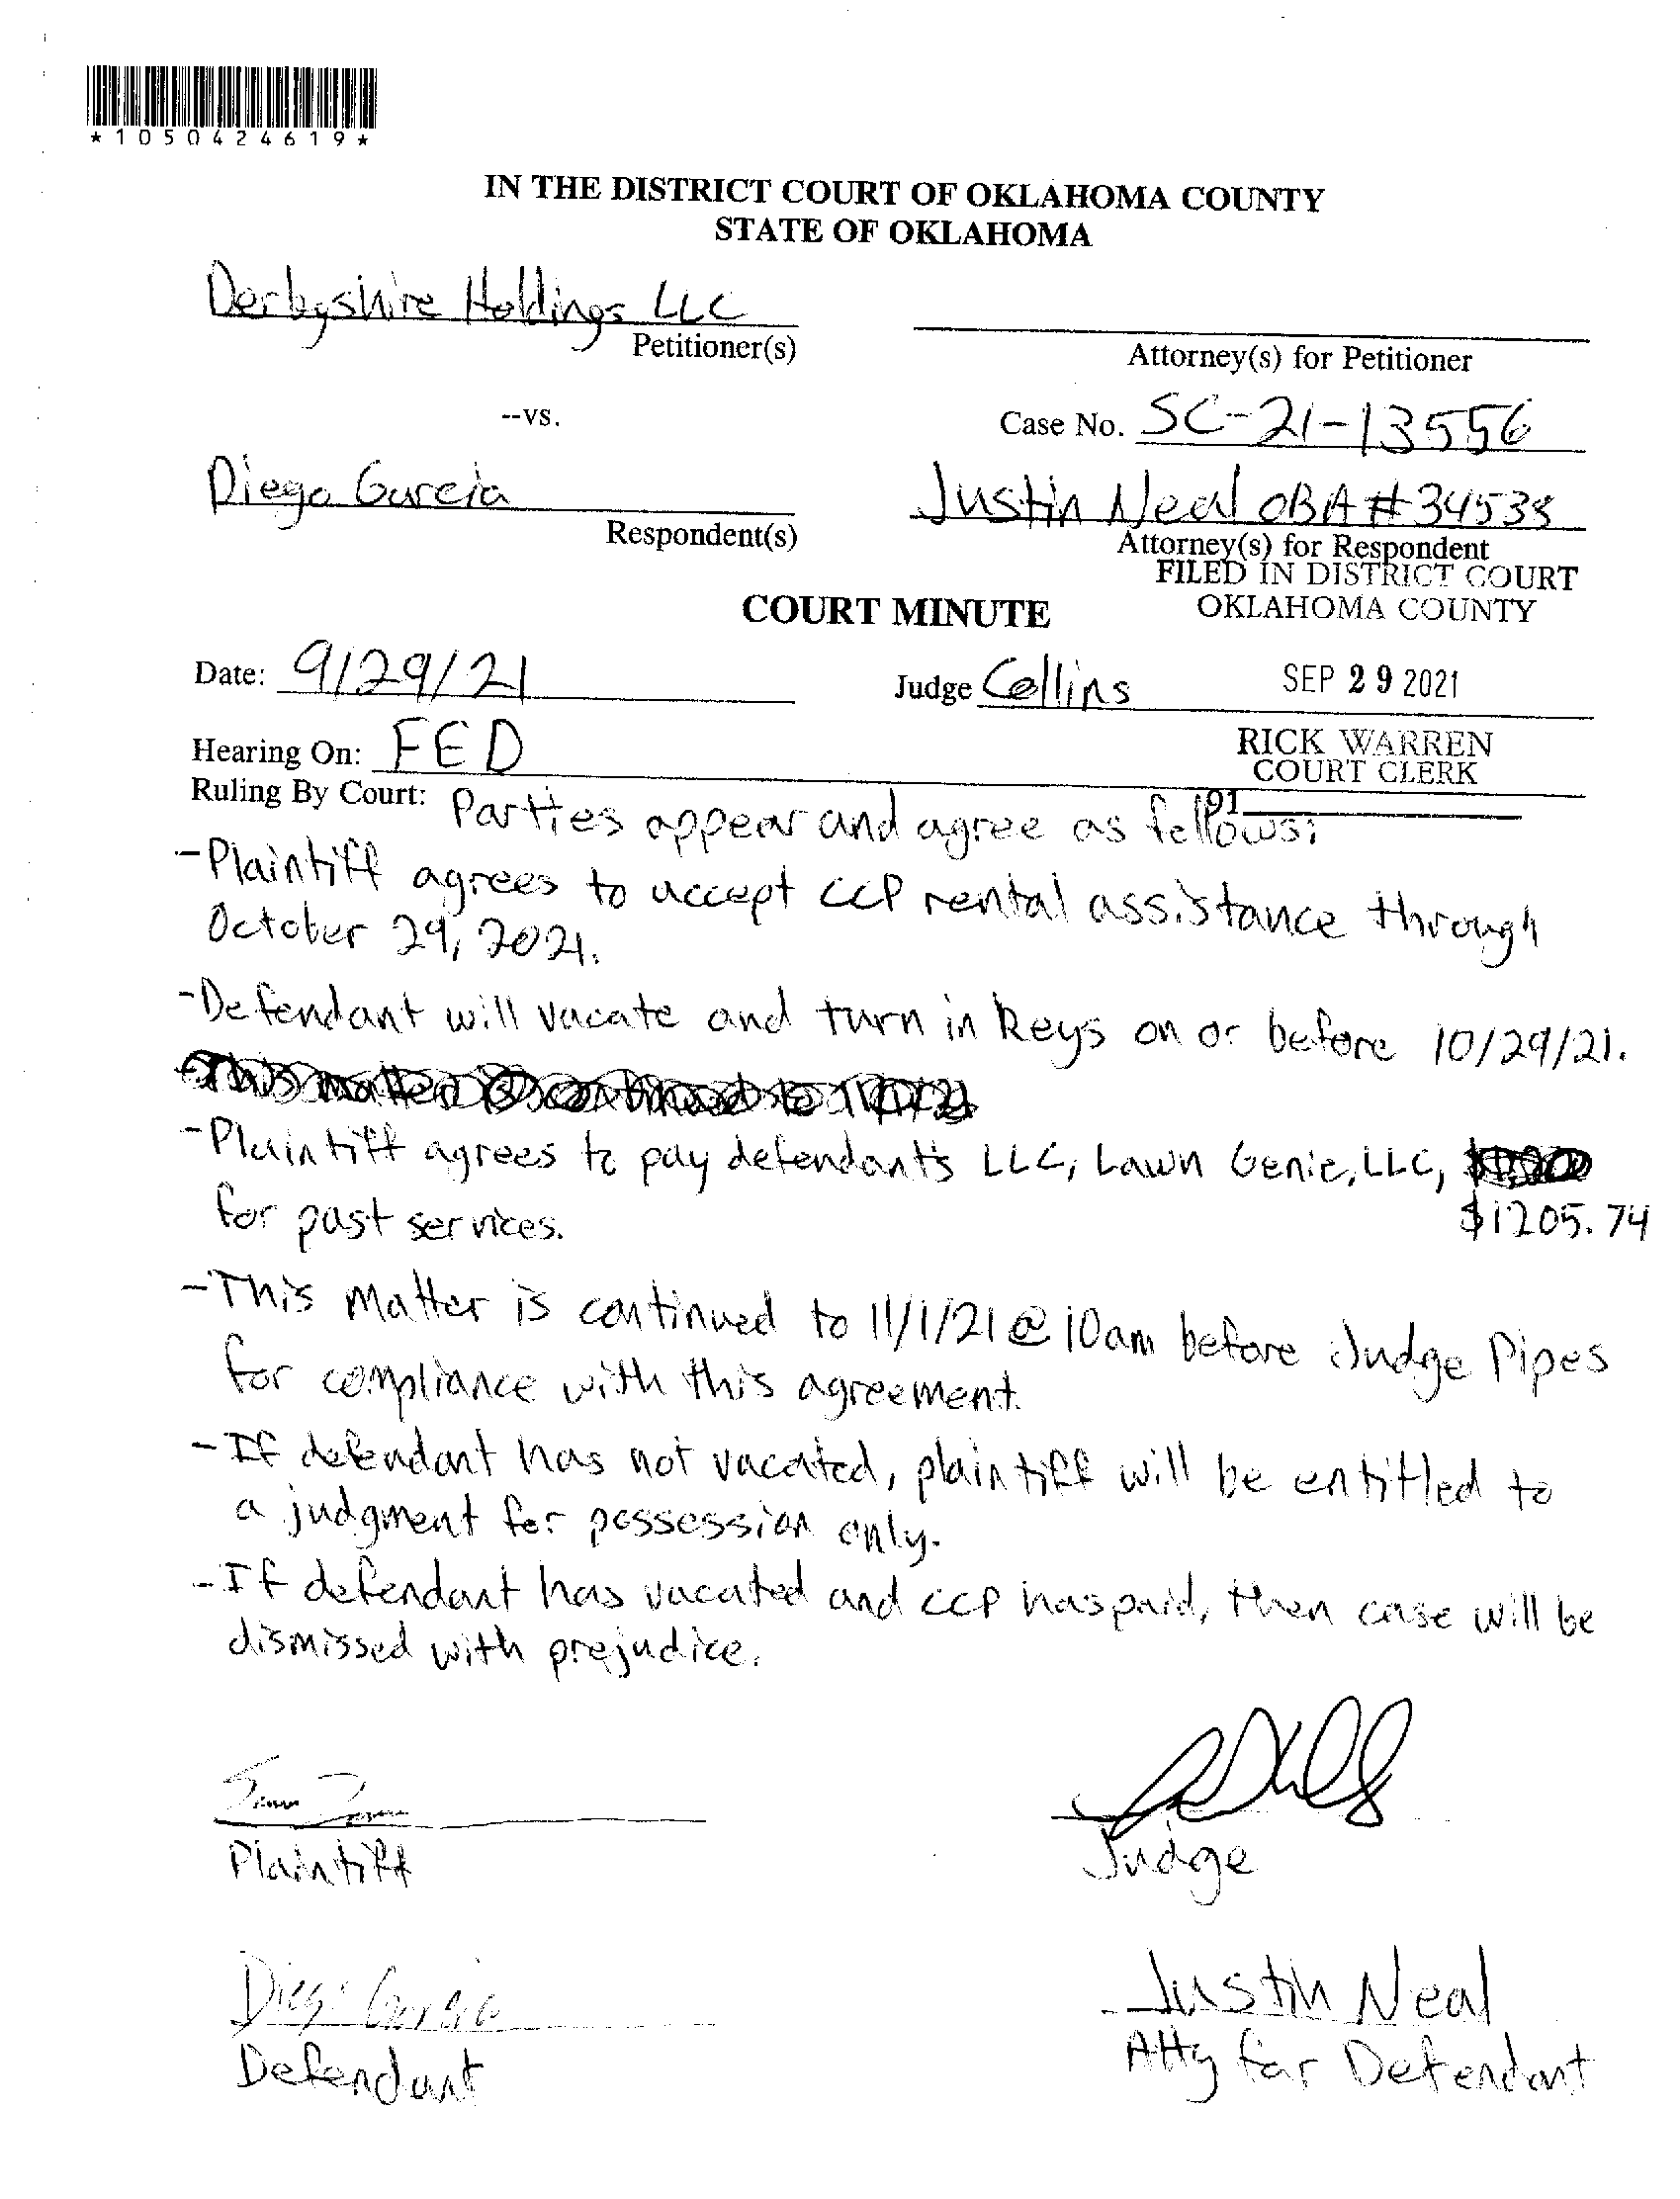 *1050424619*
IN THE DISTRICT COURT OF OKLAHOMA COUNTY
STATE OF OKLAHOMA
Derbyshire Holdings LLC
Petitioner(s)
Attorney(s) for Petitioner
--vs.
Case No. SC-21-13556
Diego Garcia
Respondent(s)
Justin Neal OBA # 34538
Attorney(s) for Respondent
FILED IN DISTRICT COURT
OKLAHOMA COUNTY
COURT MINUTE
Date: 9/29/21
Judge Collins
SEP 29 2021
Hearing On: FED
RICK WARREN
COURT CLERK
91
Ruling By Court: Parties appear and agree as follows:
-Plaintiff agrees to accept CCP rental assistance through
October 29, 2021.
-Defendant will vacate and turn in keys on or before 10/29/21.
-This matter is continued to
-Plaintiff agrees to pay defendant's LLC, Lawn Genie, LLC,
for past services. $1205.74
-This matter is continued to 11/1/21 @ 10am before Judge Pipes
for compliance with this agreement.
-If defendant has not vacated, plaintiff will be entitled to
a judgment for possession only.
-If defendant has vacated and CCP has paid, then case will be
dismissed with prejudice.
Plaintiff
Judge
Diego Garcia
Defendant
Justin Neal
Atty for Defendant